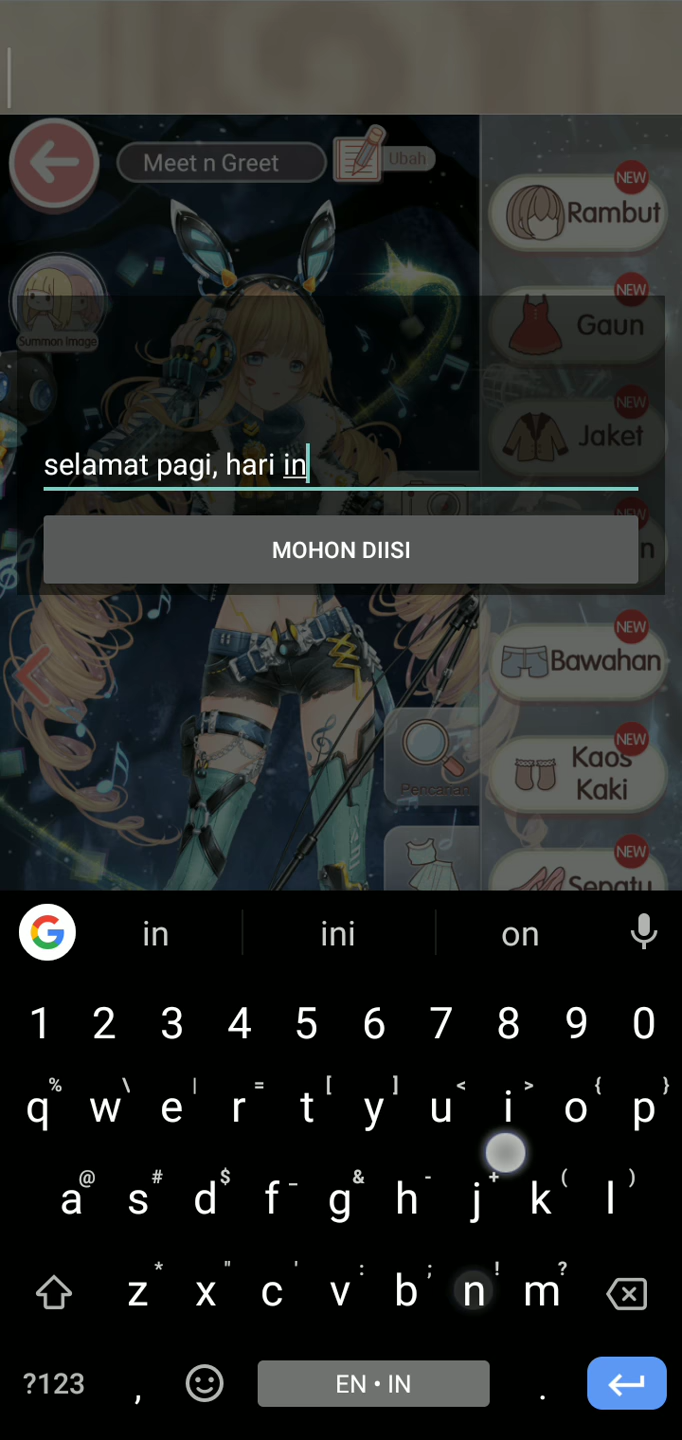 Meet n Greet
Ubah
NEW
Rambut
Summon Image
NEW
Gaun
NEW
Jaket
selamat pagi, hari in
NEW
n
MOHON DIISI
NEW
Bawahan
NEW
Kaos
Kaki
Pencarian
NEW
Sepatu
G in ini on
1 2 3 4 5 6 7 8 9 0
% \ | = [ ] < > { }
q w e r t y u i o p
@ # $ _ & - + ( )
a s d f g h j k l
* " ' : ; ! ?
z x c v b n m
?123 , EN • IN .